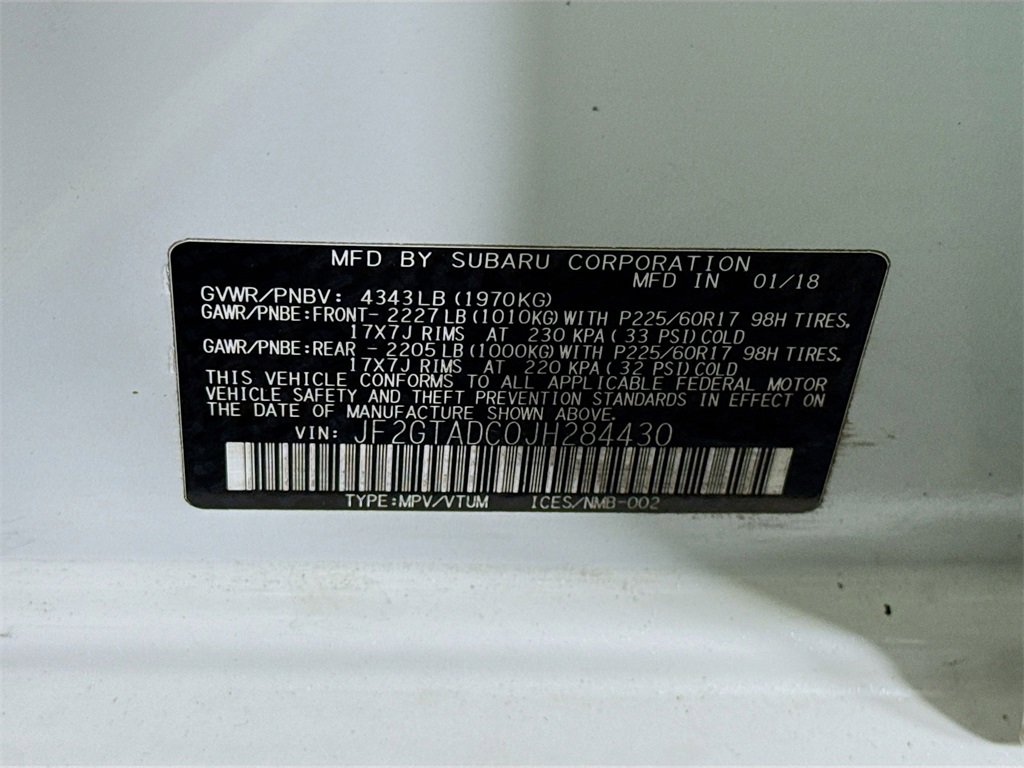 MFD BY SUBARU CORPORATION
MFD IN 01/18
GVWR/PNBV: 4343LB (1970KG)
GAWR/PNBE:FRONT- 2227LB (1010KG) WITH P225/60R17 98H TIRES,
17X7J RIMS AT 230 KPA( 33 PSI) COLD
GAWR/PNBE:REAR - 2205LB (1000KG) WITH P225/60R17 98H TIRES,
17X7J RIMS AT 220 KPA( 32 PSI) COLD
THIS VEHICLE CONFORMS TO ALL APPLICABLE FEDERAL MOTOR
VEHICLE SAFETY AND THEFT PREVENTION STANDARDS IN EFFECT ON
THE DATE OF MANUFACTURE SHOWN ABOVE.
VIN: JF2GTADC0JH284430
TYPE:MPV/VTUM ICES/NMB-002